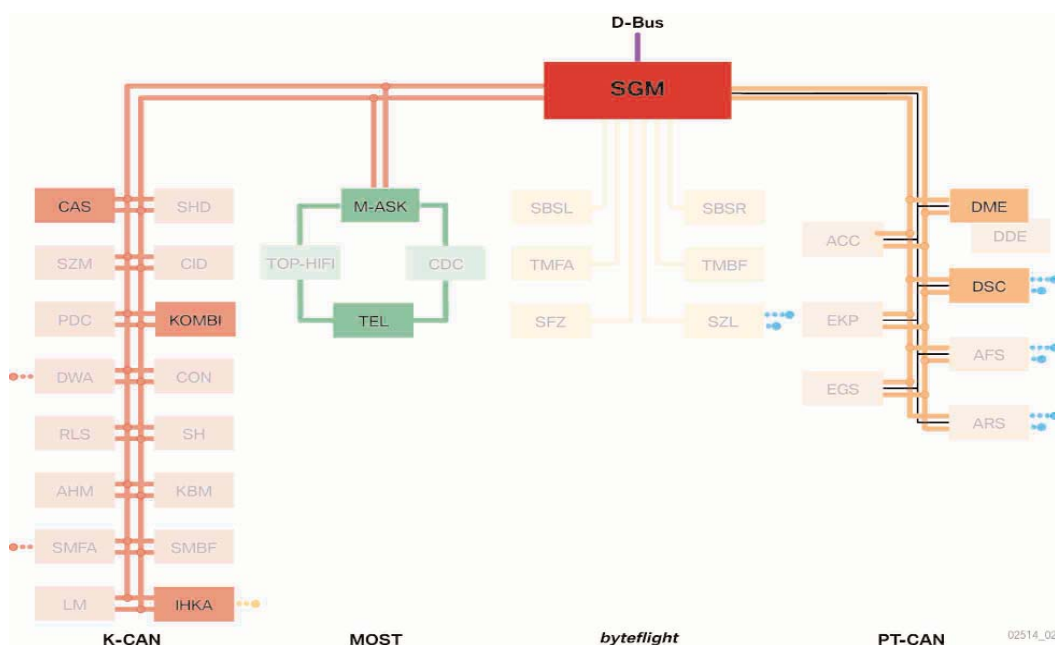 D-Bus
SGM
CAS SHD M-ASK SBSL SBSR DME
ACC DDE
SZM CID TOP-HIFI CDC TMFA TMBF
DSC
PDC KOMBI TEL SFZ SZL EKP
AFS
DWA CON
EGS
ARS
RLS SH
AHM KBM
SMFA SMBF
LM IHKA
K-CAN MOST byteflight PT-CAN 02514_02